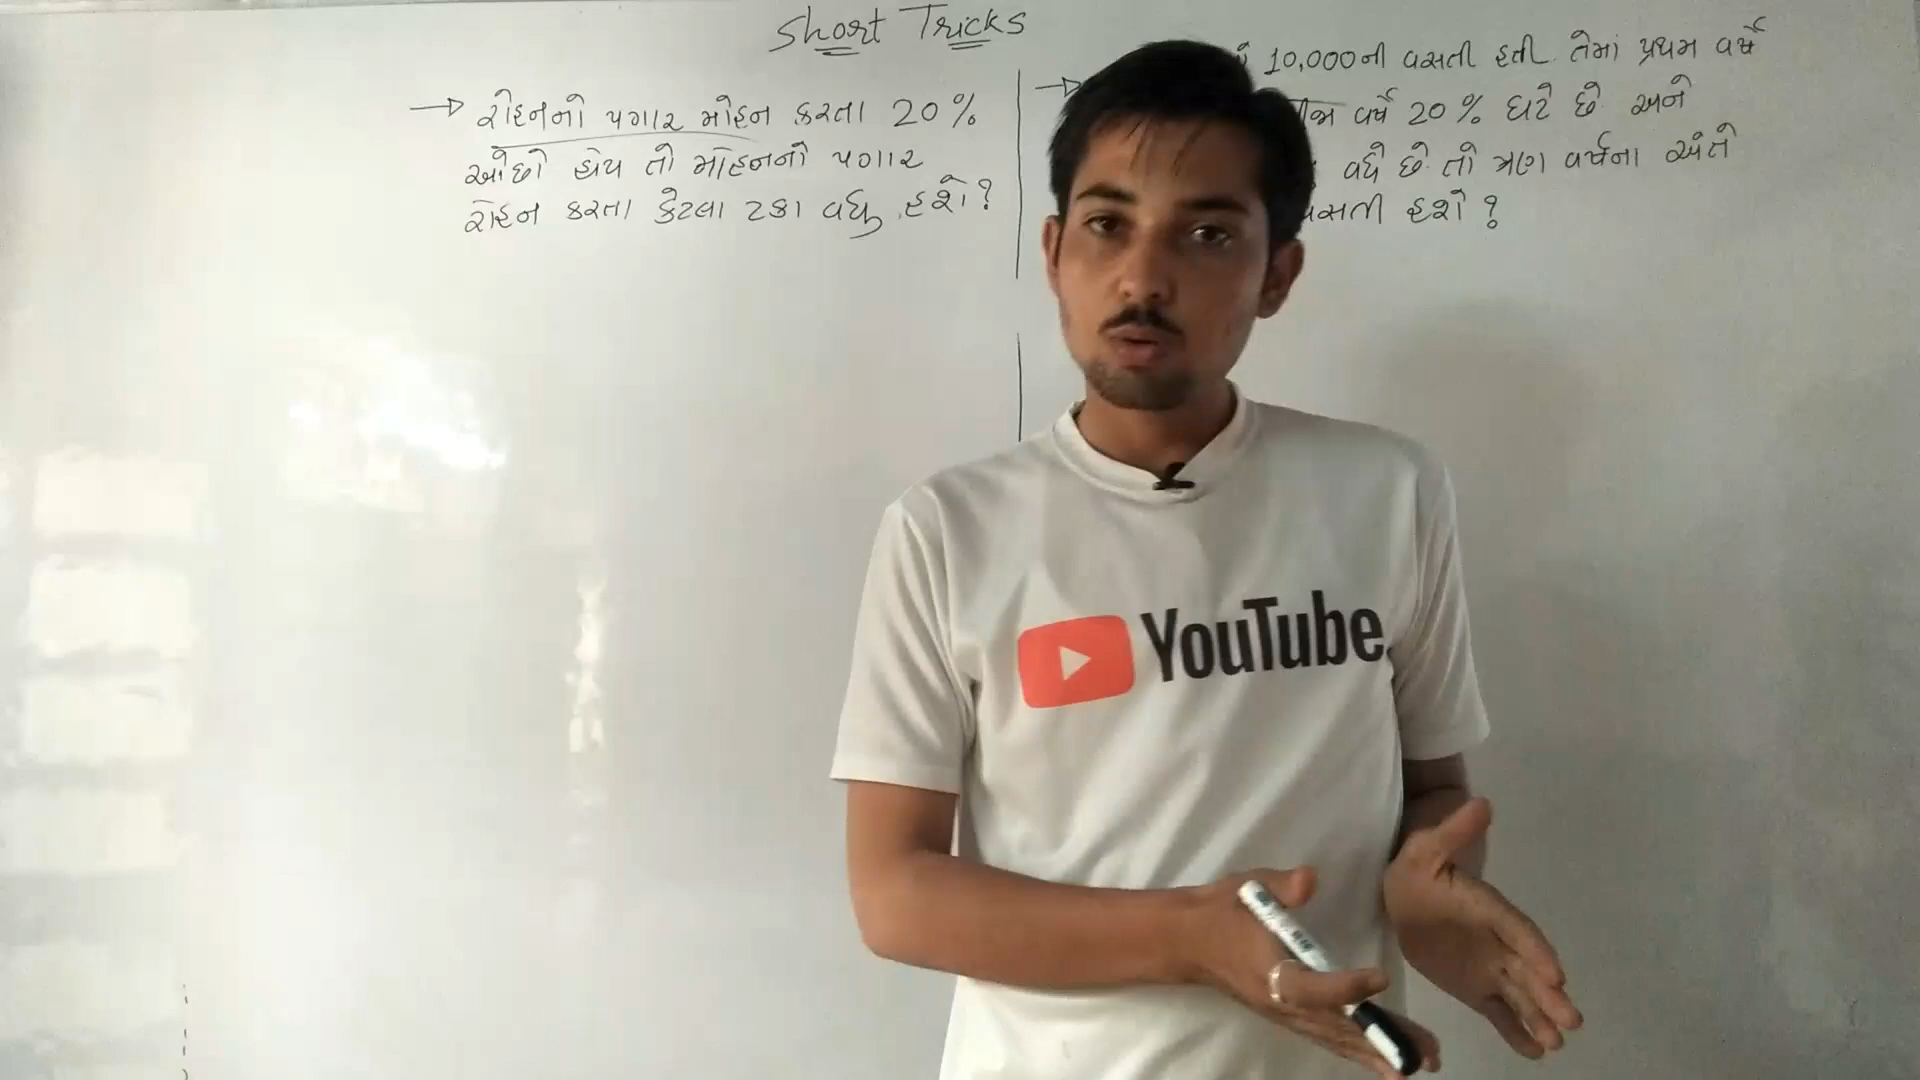 Short Tricks
રોહનનો પગાર મોહન કરતા 20%
ઓછો હોય તો મોહનનો પગાર
રોહન કરતા કેટલા ટકા વધુ હશે?
10,000ની વસતી હતી. તેમાં પ્રથમ વર્ષે
વર્ષે 20% ઘટે છે અને
વધે છે. તો ત્રણ વર્ષના અંતે
વસતી હશે ?
YouTube